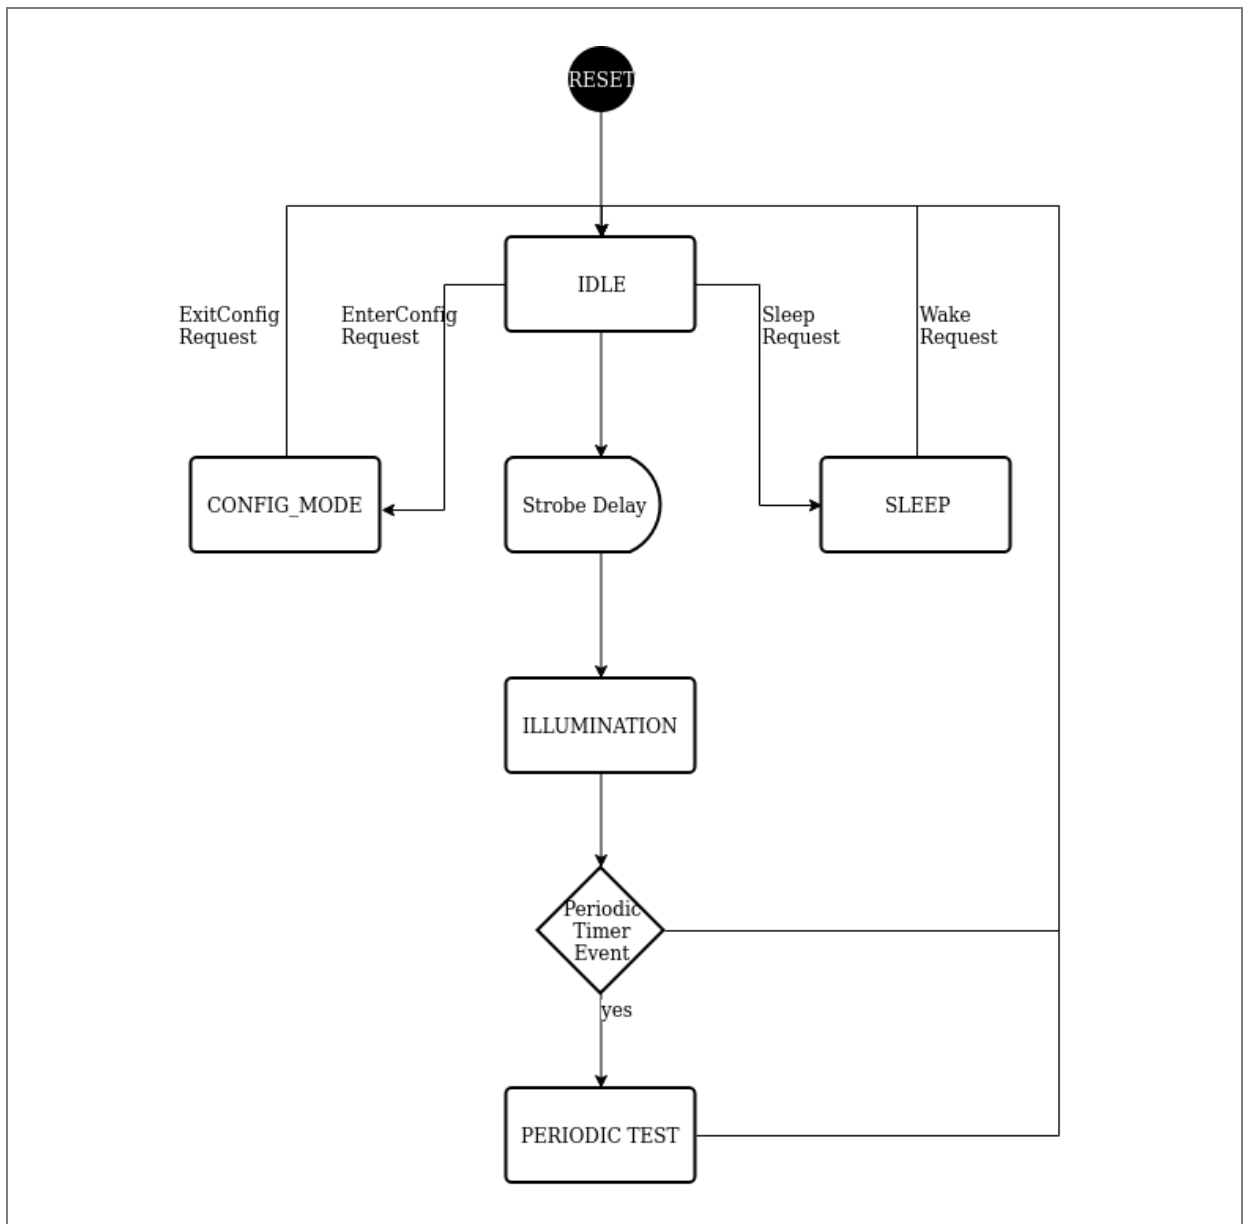 RESET
IDLE
ExitConfig
Request
EnterConfig
Request
Sleep
Request
Wake
Request
CONFIG_MODE
Strobe Delay
SLEEP
ILLUMINATION
Periodic
Timer
Event
yes
PERIODIC TEST